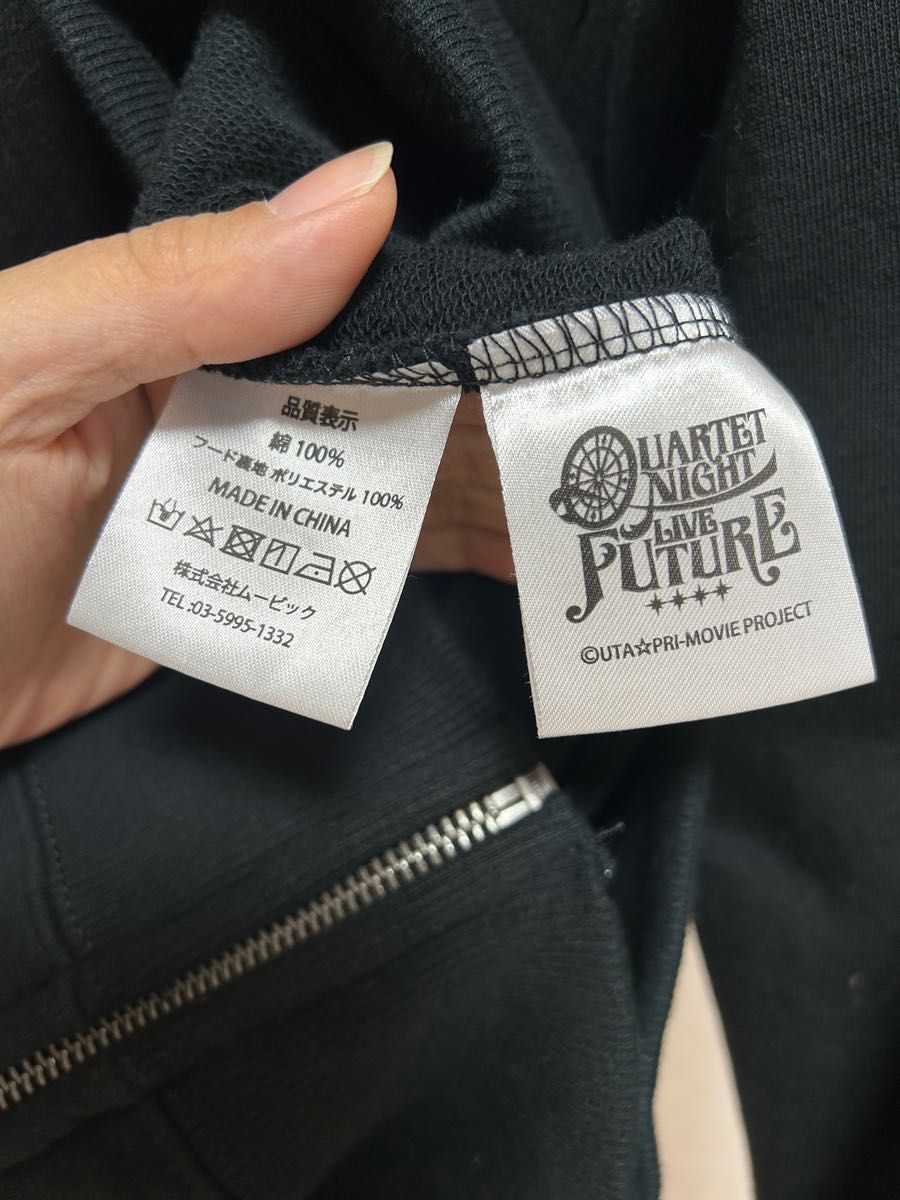 品質表示
綿 100%
フード裏地 ポリエステル 100%
MADE IN CHINA
株式会社ムービック
TEL:03-5995-1332
QUARTET
NIGHT
LIVE
FUTURE
©UTA☆PRI-MOVIE PROJECT